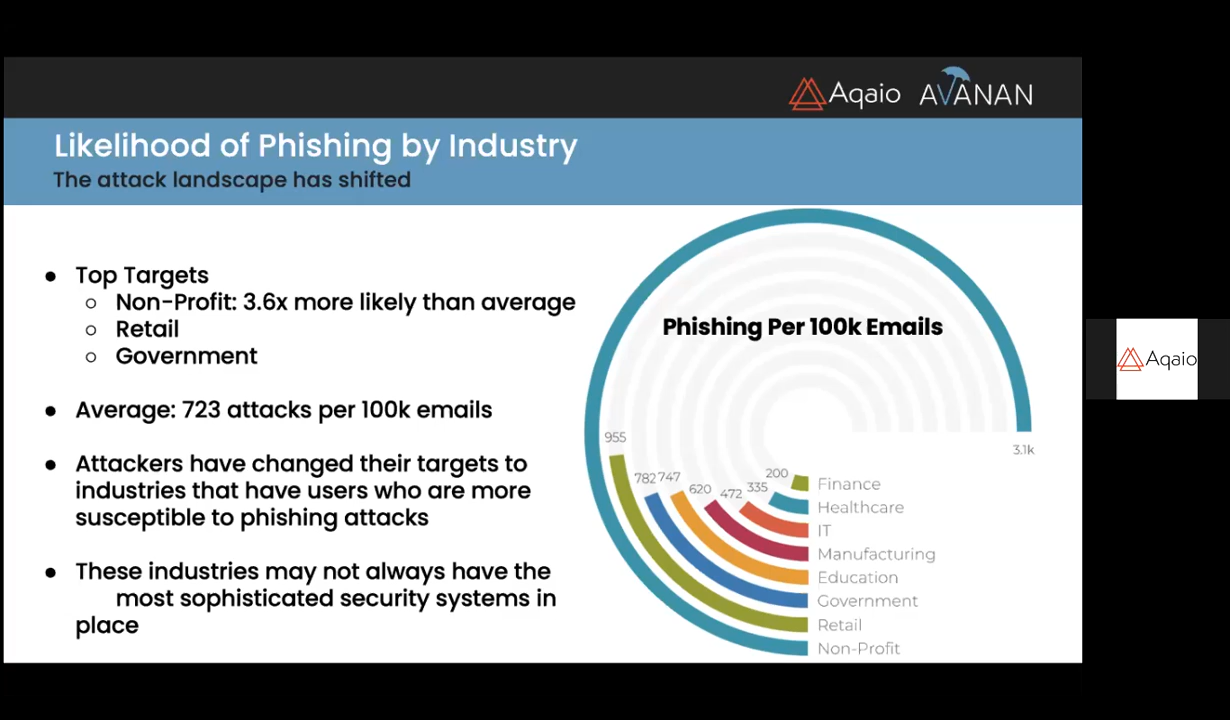 Aqaio AVANAN
Likelihood of Phishing by Industry
The attack landscape has shifted
● Top Targets
○ Non-Profit: 3.6x more likely than average
○ Retail
○ Government
● Average: 723 attacks per 100k emails
● Attackers have changed their targets to
industries that have users who are more
susceptible to phishing attacks
● These industries may not always have the
most sophisticated security systems in
place
Phishing Per 100k Emails
955
782
747
620
472
335
200
3.1k
Finance
Healthcare
IT
Manufacturing
Education
Government
Retail
Non-Profit
Aqaio